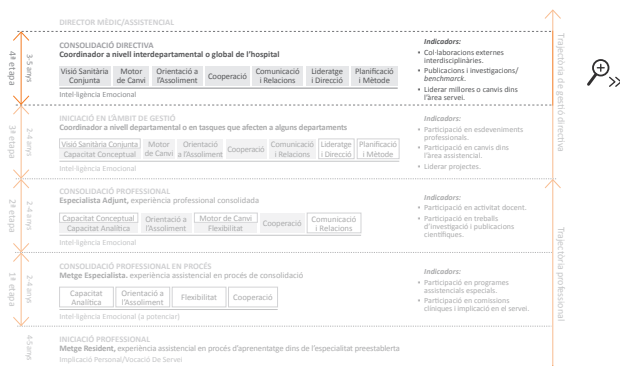 DIRECTOR MÈDIC/ASSISTENCIAL
CONSOLIDACIÓ DIRECTIVA
Coordinador a nivell interdepartamental o global de l'hospital
Visió Sanitària Conjunta
Motor de Canvi
Orientació a l'Assoliment
Cooperació
Comunicació i Relacions
Lideratge i Direcció
Planificació i Mètode
Intel·ligència Emocional
Indicadors:
• Col·laboracions externes
interdisciplinàries.
• Publicacions i investigacions/
benchmarck.
• Liderar millores o canvis dins
l'àrea servei.
4ª etapa
3-5 anys
INICIACIÓ EN L'ÀMBIT DE GESTIÓ
Coordinador a nivell departamental o en tasques que afecten a alguns departaments
Visió Sanitària Conjunta
Capacitat Conceptual
Motor de Canvi
Orientació a l'Assoliment
Cooperació
Comunicació i Relacions
Lideratge i Direcció
Planificació i Mètode
Intel·ligència Emocional
Indicadors:
• Participació en esdeveniments
professionals.
• Participació en canvis dins
l'àrea assistencial.
• Liderar projectes.
3ª etapa
2-4 anys
Trajectòria de gestió directiva
CONSOLIDACIÓ PROFESSIONAL
Especialista Adjunt, experiència professional consolidada
Capacitat Conceptual
Capacitat Analítica
Orientació a l'Assoliment
Motor de Canvi
Flexibilitat
Cooperació
Comunicació i Relacions
Intel·ligència Emocional
Indicadors:
• Participació en activitat docent.
• Participació en treballs
d'investigació i publicacions
científiques.
2ª etapa
2-4 anys
CONSOLIDACIÓ PROFESSIONAL EN PROCÉS
Metge Especialista. experiència assistencial en procés de consolidació
Capacitat Analítica
Orientació a l'Assoliment
Flexibilitat
Cooperació
Intel·ligència Emocional (a potenciar)
Indicadors:
• Participació en programes
assistencials especials.
• Participació en comissions
clíniques i implicació en el servei.
1ª etapa
2-4 anys
Trajectòria professional
INICIACIÓ PROFESSIONAL
Metge Resident, experiència assistencial en procés d'aprenentatge dins de l'especialitat preestablerta
Implicació Personal/Vocació De Servei
4-5 anys